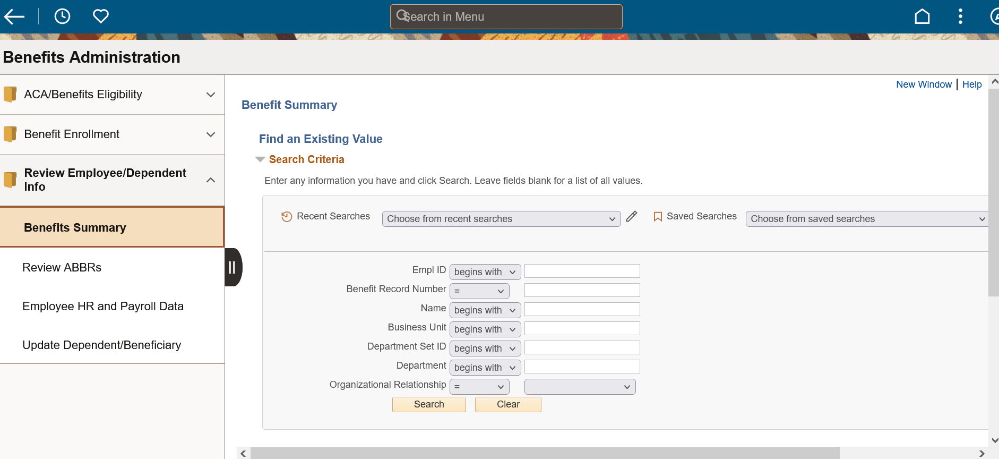 Search in Menu
Benefits Administration
ACA/Benefits Eligibility
Benefit Enrollment
Review Employee/Dependent
Info
Benefits Summary
Review ABBRs
Employee HR and Payroll Data
Update Dependent/Beneficiary
New Window | Help
Benefit Summary
Find an Existing Value
Search Criteria
Enter any information you have and click Search. Leave fields blank for a list of all values.
Recent Searches Choose from recent searches Saved Searches Choose from saved searches
Empl ID begins with
Benefit Record Number =
Name begins with
Business Unit begins with
Department Set ID begins with
Department begins with
Organizational Relationship =
Search Clear